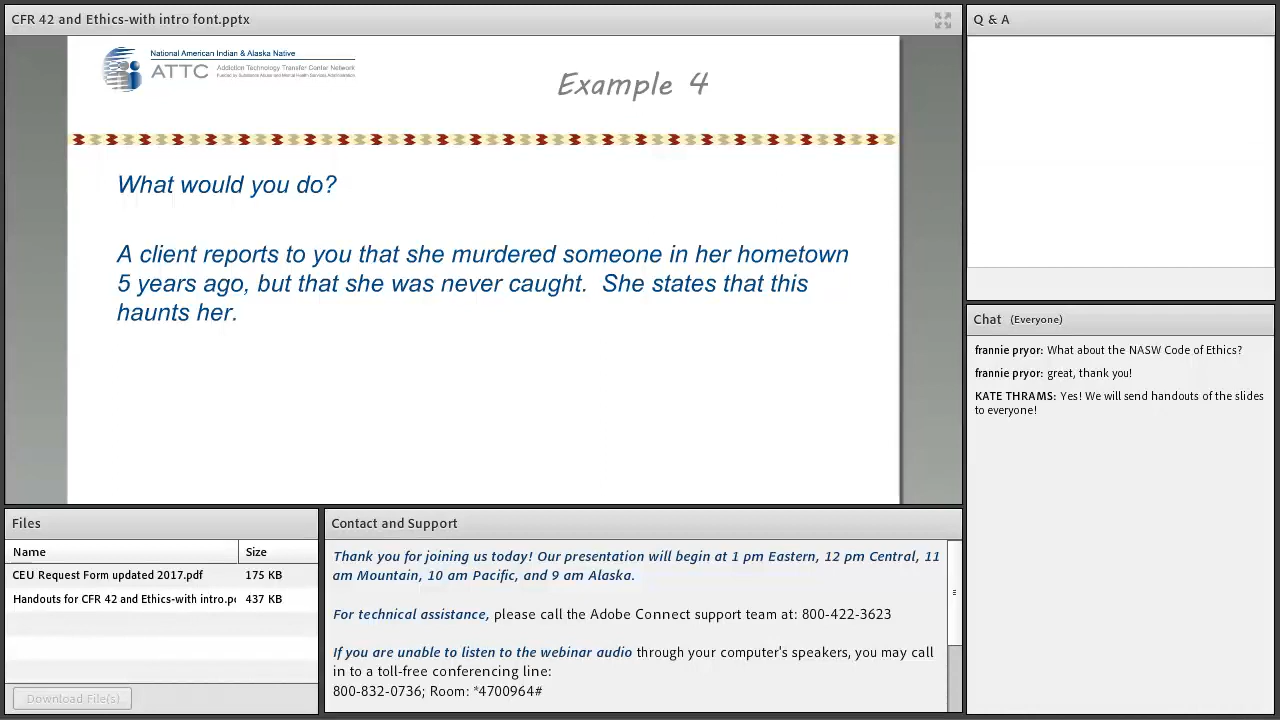 CFR 42 and Ethics-with intro font.pptx
National American Indian & Alaska Native
ATTC
Addiction Technology Transfer Center Network
Funded by Substance Abuse and Mental Health Services Administration
Example 4
What would you do?
A client reports to you that she murdered someone in her hometown
5 years ago, but that she was never caught.  She states that this
haunts her.
Q & A
Chat (Everyone)
frannie pryor: What about the NASW Code of Ethics?
frannie pryor: great, thank you!
KATE THRAMS: Yes! We will send handouts of the slides
to everyone!
Files
Name Size
CEU Request Form updated 2017.pdf 175 KB
Handouts for CFR 42 and Ethics-with intro.p 437 KB
Download File(s)
Contact and Support
Thank you for joining us today! Our presentation will begin at 1 pm Eastern, 12 pm Central, 11
am Mountain, 10 am Pacific, and 9 am Alaska.
For technical assistance, please call the Adobe Connect support team at: 800-422-3623
If you are unable to listen to the webinar audio through your computer's speakers, you may call
in to a toll-free conferencing line:
800-832-0736; Room: *4700964#